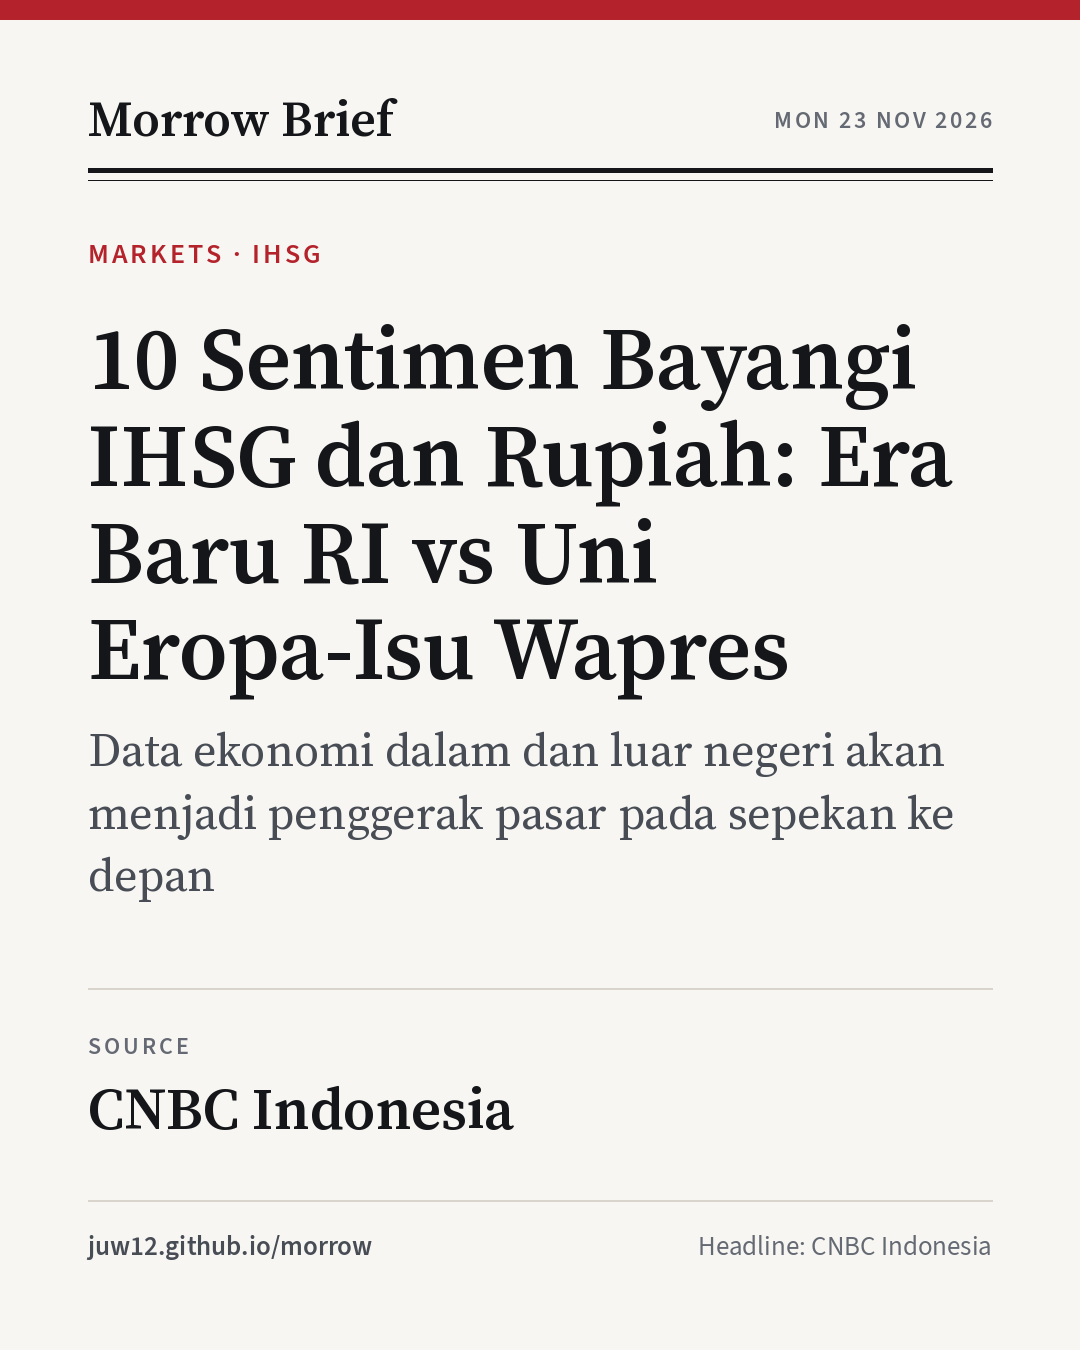 Morrow Brief
MON 23 NOV 2026
MARKETS · IHSG
10 Sentimen Bayangi
IHSG dan Rupiah: Era
Baru RI vs Uni
Eropa-Isu Wapres
Data ekonomi dalam dan luar negeri akan
menjadi penggerak pasar pada sepekan ke
depan
SOURCE
CNBC Indonesia
juw12.github.io/morrow
Headline: CNBC Indonesia